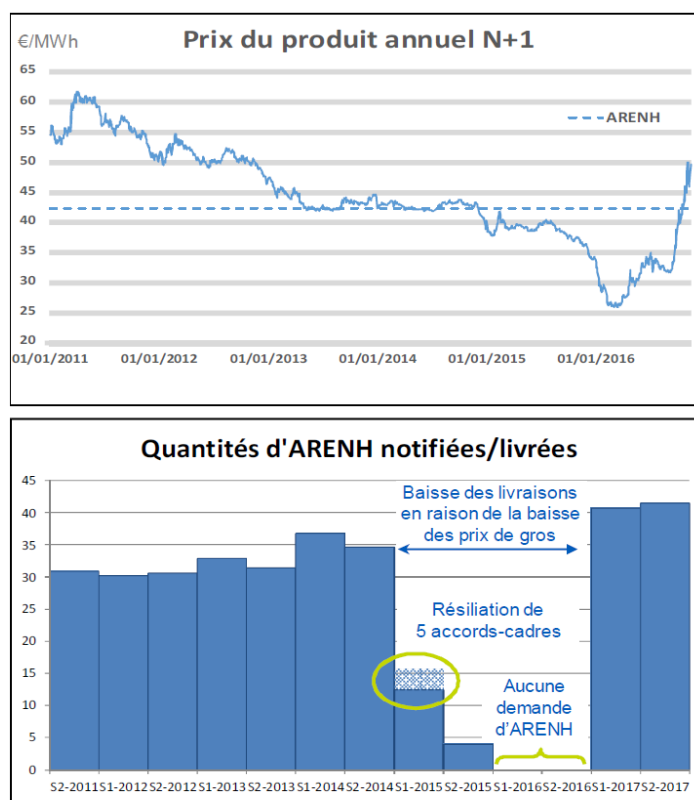 €/MWh
Prix du produit annuel N+1
65
60
55
ARENH
50
45
40
35
30
25
20
01/01/2011 01/01/2012 01/01/2013 01/01/2014 01/01/2015 01/01/2016
Quantités d'ARENH notifiées/livrées
45
Baisse des livraisons
40
en raison de la baisse
des prix de gros
35
30
25
Résiliation de
5 accords-cadres
20
15
Aucune
10
demande
d'ARENH
5
0
S2-2011 S1-2012 S2-2012 S1-2013 S2-2013 S1-2014 S2-2014 S1-2015 S2-2015 S1-2016 S2-2016 S1-2017 S2-2017